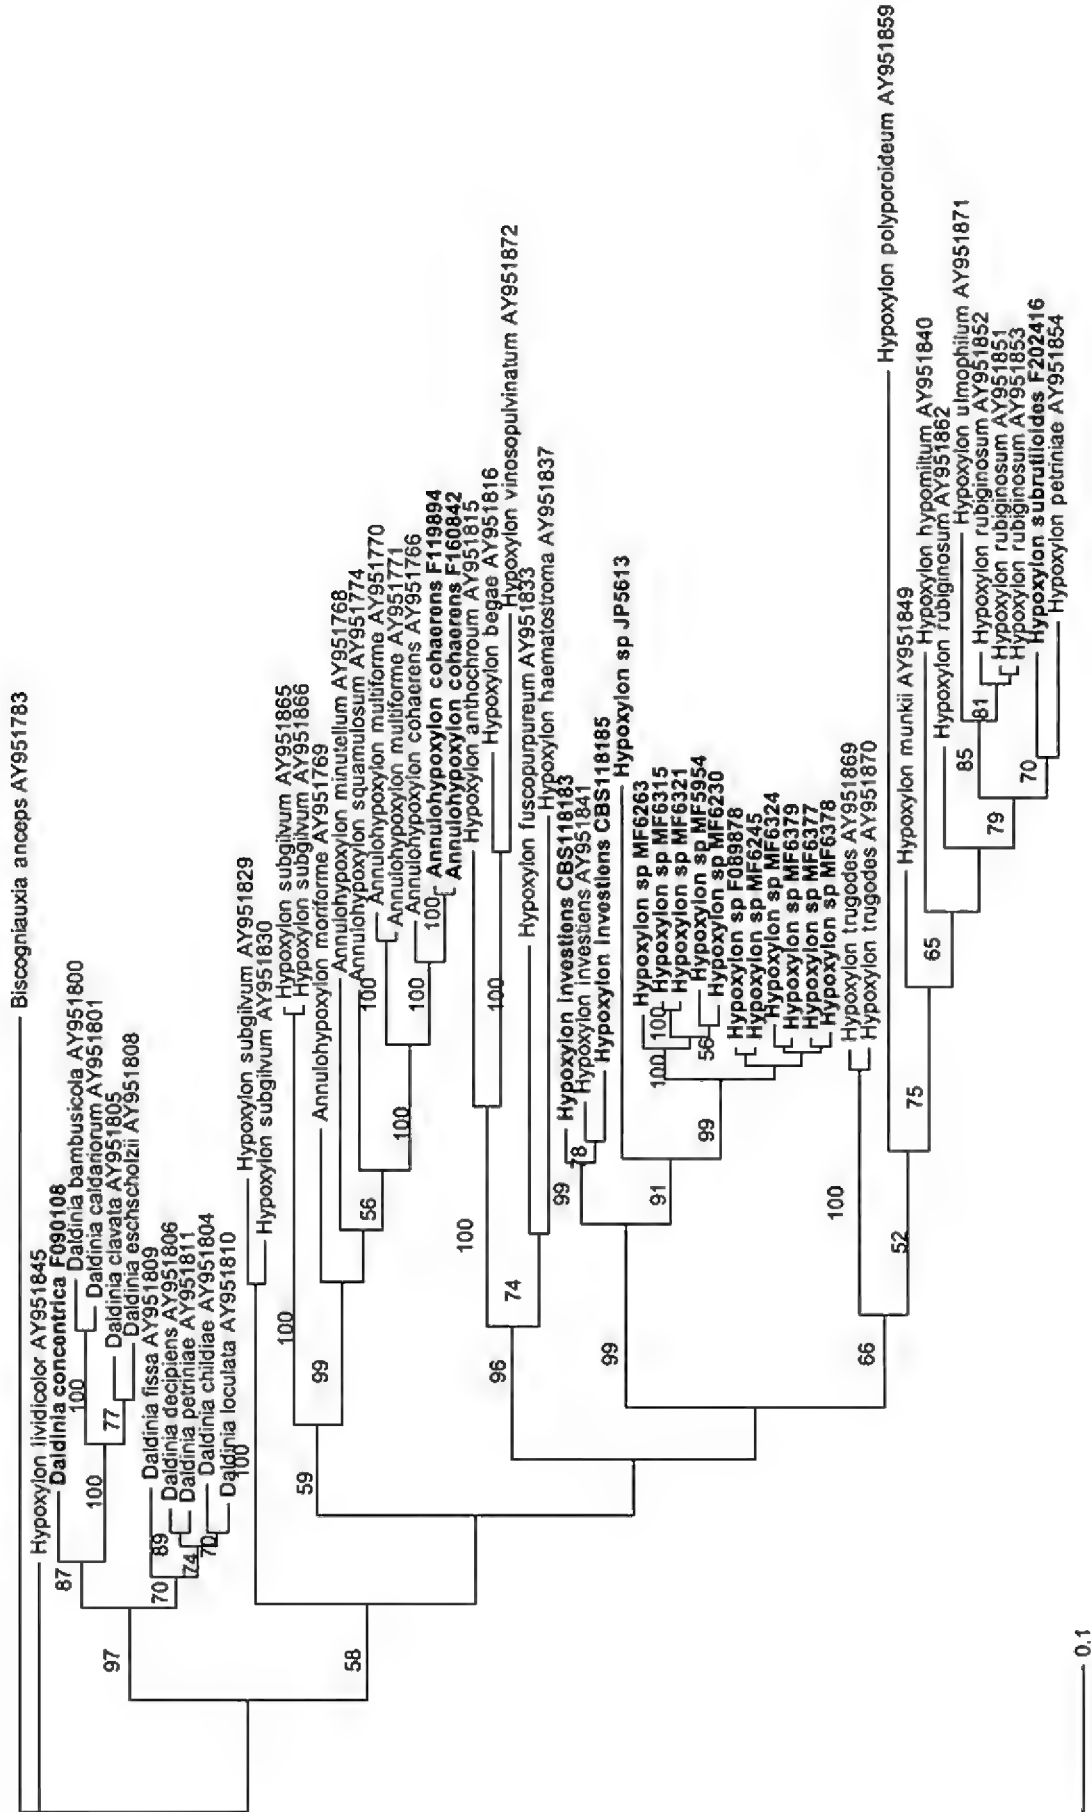 Biscogniauxia anceps AY951783
Hypoxylon lividicolor AY951845
Daldinia concentrica F090108
Daldinia bambusicola AY951800
Daldinia caldariorum AY951801
Daldinia clavata AY951805
Daldinia eschscholzii AY951808
Daldinia fissa AY951809
Daldinia decipiens AY951806
Daldinia petriniae AY951811
Daldinia childiae AY951804
Daldinia loculata AY951810
Hypoxylon subgilvum AY951829
Hypoxylon subgilvum AY951830
Hypoxylon subgilvum AY951865
Hypoxylon subgilvum AY951866
Annulohypoxylon moriforme AY951769
Annulohypoxylon minutellum AY951768
Annulohypoxylon squamulosum AY951774
Annulohypoxylon multiforme AY951770
Annulohypoxylon multiforme AY951771
Annulohypoxylon cohaerens AY951766
Annulohypoxylon cohaerens F119894
Annulohypoxylon cohaerens F160842
Hypoxylon anthochroum AY951815
Hypoxylon begae AY951816
Hypoxylon vinosopulvinatum AY951872
Hypoxylon fuscopurpureum AY951833
Hypoxylon haematostroma AY951837
Hypoxylon investiens CBS118183
Hypoxylon investiens AY951841
Hypoxylon investiens CBS118185
Hypoxylon sp JP5613
Hypoxylon sp MF6263
Hypoxylon sp MF6315
Hypoxylon sp MF6321
Hypoxylon sp MF5954
Hypoxylon sp MF6230
Hypoxylon sp F089878
Hypoxylon sp MF6245
Hypoxylon sp MF6324
Hypoxylon sp MF6379
Hypoxylon sp MF6377
Hypoxylon sp MF6378
Hypoxylon trugodes AY951869
Hypoxylon trugodes AY951870
Hypoxylon polyporoideum AY951859
Hypoxylon munkii AY951849
Hypoxylon hypomiltum AY951840
Hypoxylon rubiginosum AY951862
Hypoxylon ulmophilum AY951871
Hypoxylon rubiginosum AY951852
Hypoxylon rubiginosum AY951851
Hypoxylon rubiginosum AY951853
Hypoxylon subrutiloides F202416
Hypoxylon petriniae AY951854
87
100
100
77
97
70
89
74
70
100
58
100
59
99
56
100
100
100
100
100
100
74
96
99
78
99
91
99
100
100
56
100
66
52
75
65
79
85
81
70
0.1